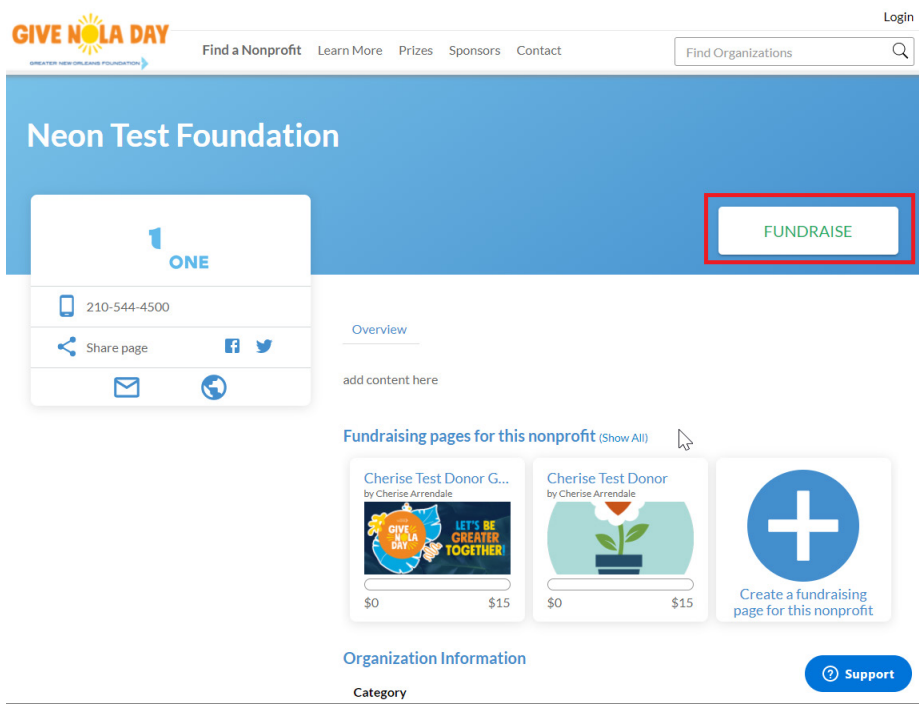 Login
GIVE NOLA DAY
GREATER NEW ORLEANS FOUNDATION
Find a Nonprofit Learn More Prizes Sponsors Contact
Find Organizations
Neon Test Foundation
FUNDRAISE
1
ONE
210-544-4500
Share page
Overview
add content here
Fundraising pages for this nonprofit (Show All)
Cherise Test Donor G...
by Cherise Arrendale
GIVE
NOLA
DAY
LET'S BE
GREATER
TOGETHER!
$0 $15
Cherise Test Donor
by Cherise Arrendale
$0 $15
Create a fundraising
page for this nonprofit
Organization Information
Category
Support